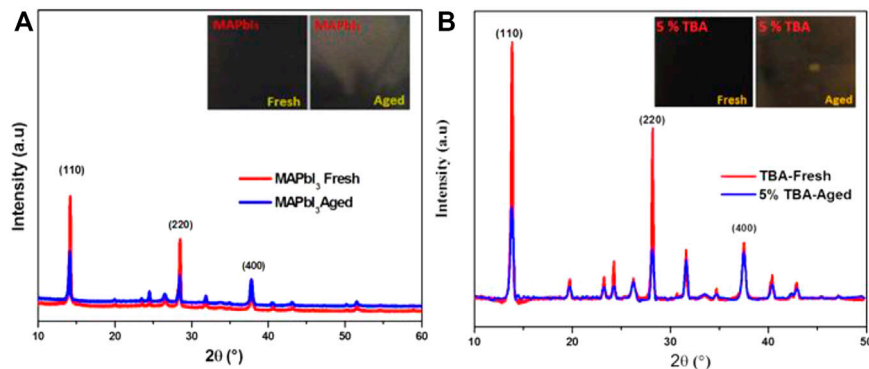 A
MAPbI₃
MAPbI₃
Fresh
Aged
(110)
(220)
(400)
MAPbI₃ Fresh
MAPbI₃Aged
Intensity (a.u)
10 20 30 40 50 60
2θ (°)
B
5 % TBA
5 % TBA
Fresh
Aged
(110)
(220)
(400)
TBA-Fresh
5% TBA-Aged
Intensity (a.u)
10 20 30 40 50
2θ (°)